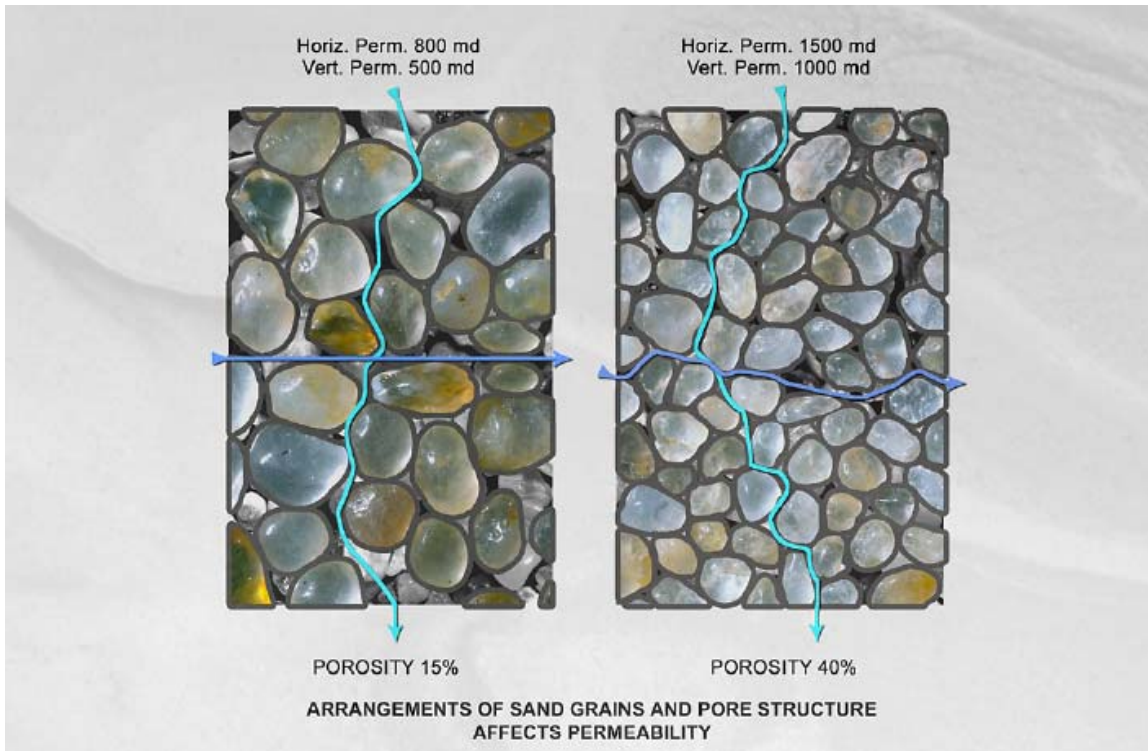 Horiz. Perm. 800 md
Vert. Perm. 500 md
Horiz. Perm. 1500 md
Vert. Perm. 1000 md
POROSITY 15%
POROSITY 40%
ARRANGEMENTS OF SAND GRAINS AND PORE STRUCTURE
AFFECTS PERMEABILITY